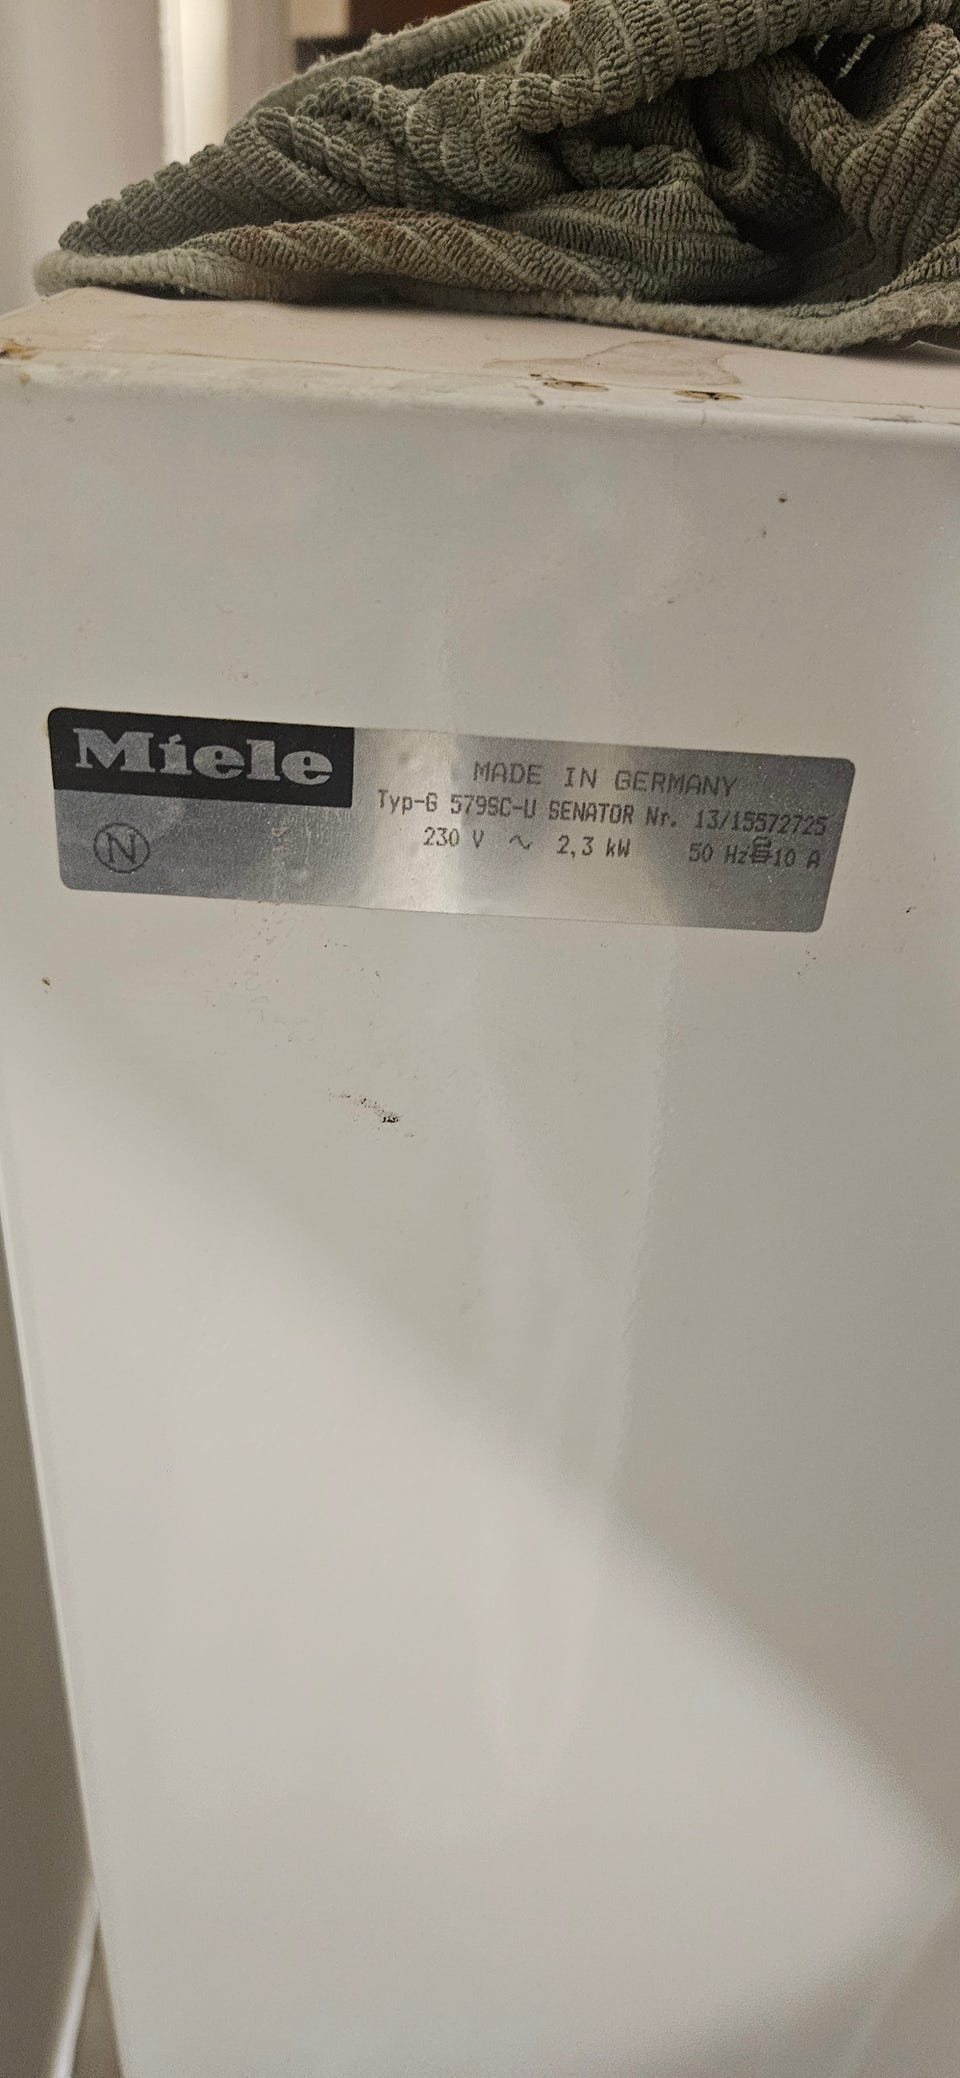 Miele
MADE IN GERMANY
Typ-G 579SC-U SENATOR Nr. 13/15572725
N
230 V ~ 2,3 kW 50 Hz 10 A